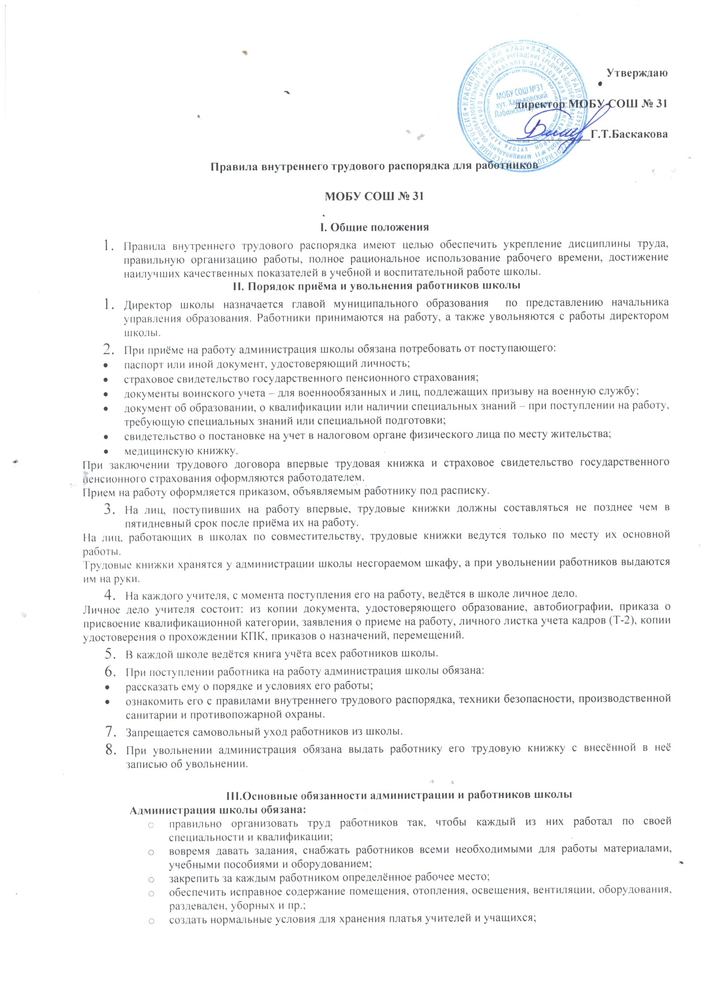 Утверждаю
директор МОБУ СОШ № 31
Г.Т.Баскакова
МОБУ СОШ №31
хут. Харьковский
Лабинского
Правила внутреннего трудового распорядка для работников
МОБУ СОШ № 31
I. Общие положения
1. Правила внутреннего трудового распорядка имеют целью обеспечить укрепление дисциплины труда,
правильную организацию работы, полное рациональное использование рабочего времени, достижение
наилучших качественных показателей в учебной и воспитательной работе школы.
II. Порядок приёма и увольнения работников школы
1. Директор школы назначается главой муниципального образования по представлению начальника
управления образования. Работники принимаются на работу, а также увольняются с работы директором
школы.
2. При приёме на работу администрация школы обязана потребовать от поступающего:
• паспорт или иной документ, удостоверяющий личность;
• страховое свидетельство государственного пенсионного страхования;
• документы воинского учета – для военнообязанных и лиц, подлежащих призыву на военную службу;
• документ об образовании, о квалификации или наличии специальных знаний – при поступлении на работу,
требующую специальных знаний или специальной подготовки;
• свидетельство о постановке на учет в налоговом органе физического лица по месту жительства;
• медицинскую книжку.
При заключении трудового договора впервые трудовая книжка и страховое свидетельство государственного
пенсионного страхования оформляются работодателем.
Прием на работу оформляется приказом, объявляемым работнику под расписку.
3. На лиц, поступивших на работу впервые, трудовые книжки должны составляться не позднее чем в
пятидневный срок после приёма их на работу.
На лиц, работающих в школах по совместительству, трудовые книжки ведутся только по месту их основной
работы.
Трудовые книжки хранятся у администрации школы несгораемом шкафу, а при увольнении работников выдаются
им на руки.
4. На каждого учителя, с момента поступления его на работу, ведётся в школе личное дело.
Личное дело учителя состоит: из копии документа, удостоверяющего образование, автобиографии, приказа о
присвоение квалификационной категории, заявления о приеме на работу, личного листка учета кадров (Т-2), копии
удостоверения о прохождении КПК, приказов о назначений, перемещений.
5. В каждой школе ведётся книга учёта всех работников школы.
6. При поступлении работника на работу администрация школы обязана:
• рассказать ему о порядке и условиях его работы;
• ознакомить его с правилами внутреннего трудового распорядка, техники безопасности, производственной
санитарии и противопожарной охраны.
7. Запрещается самовольный уход работников из школы.
8. При увольнении администрация обязана выдать работнику его трудовую книжку с внесённой в неё
записью об увольнении.
III.Основные обязанности администрации и работников школы
Администрация школы обязана:
○ правильно организовать труд работников так, чтобы каждый из них работал по своей
специальности и квалификации;
○ вовремя давать задания, снабжать работников всеми необходимыми для работы материалами,
учебными пособиями и оборудованием;
○ закрепить за каждым работником определённое рабочее место;
○ обеспечить исправное содержание помещения, отопления, освещения, вентиляции, оборудования,
раздевален, уборных и пр.;
○ создать нормальные условия для хранения платья учителей и учащихся;